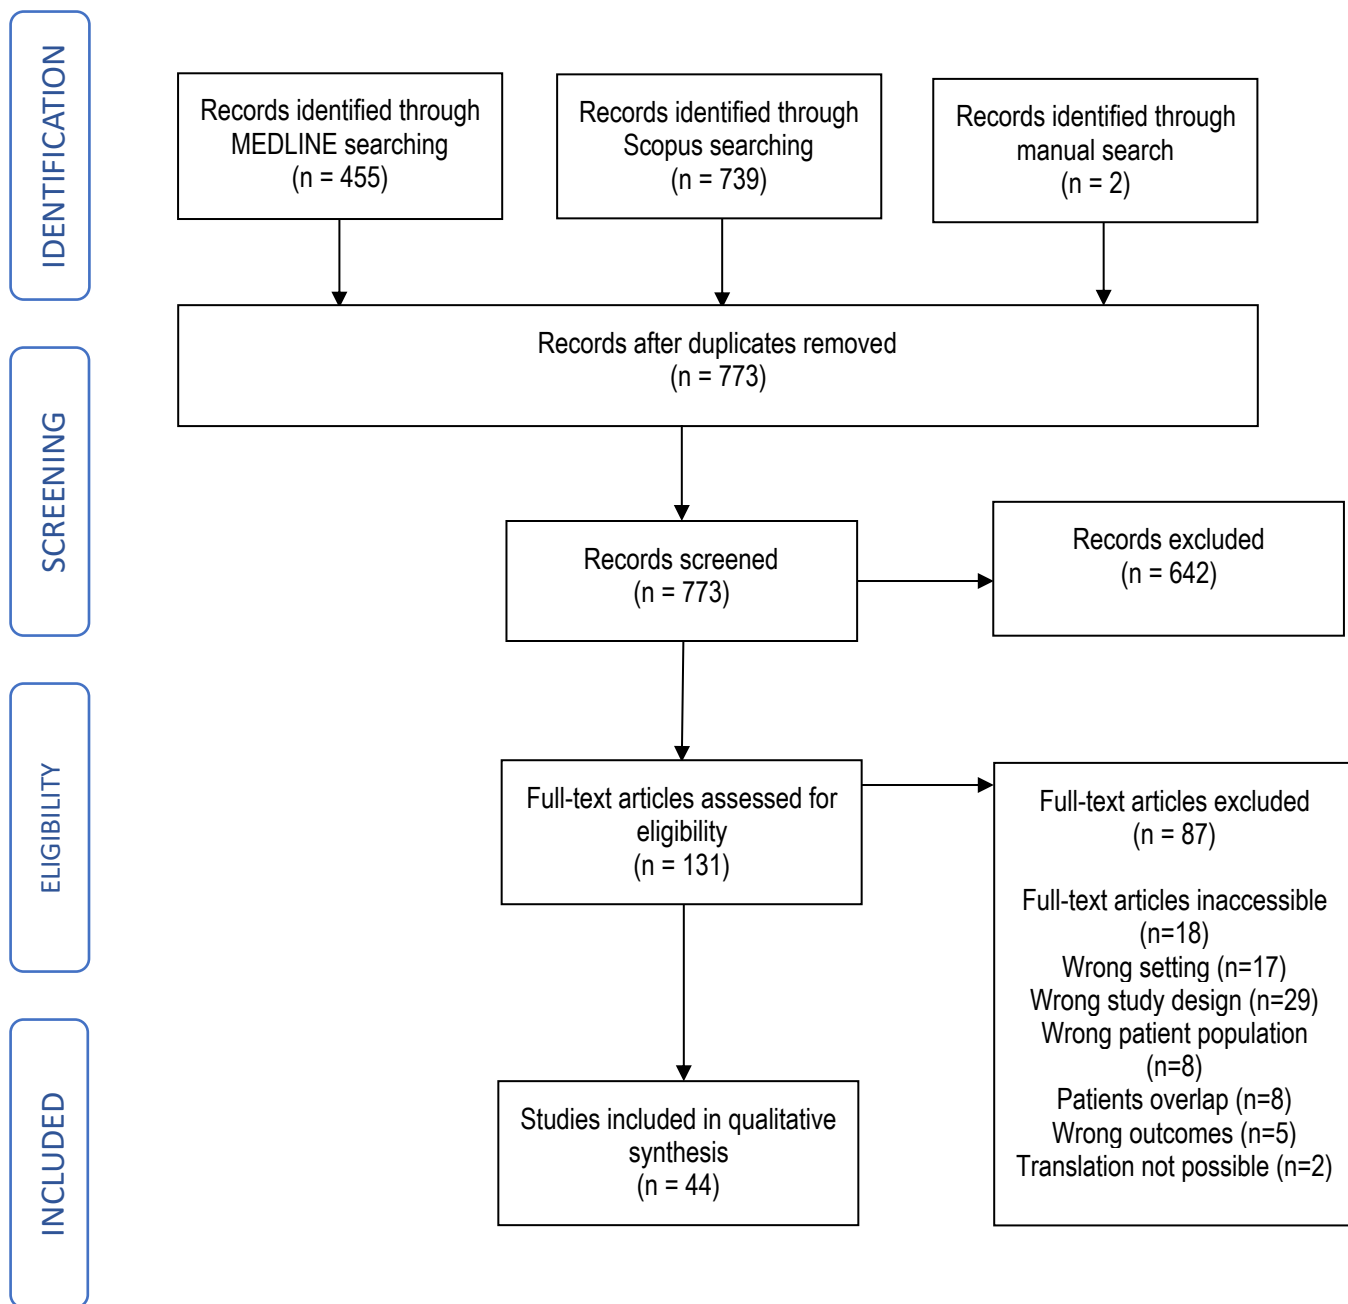 IDENTIFICATION
Records identified through
MEDLINE searching
(n = 455)
Records identified through
Scopus searching
(n = 739)
Records identified through
manual search
(n = 2)
Records after duplicates removed
(n = 773)
SCREENING
Records screened
(n = 773)
Records excluded
(n = 642)
ELIGIBILITY
Full-text articles assessed for
eligibility
(n = 131)
Full-text articles excluded
(n = 87)
Full-text articles inaccessible
(n=18)
Wrong setting (n=17)
Wrong study design (n=29)
Wrong patient population
(n=8)
Patients overlap (n=8)
Wrong outcomes (n=5)
Translation not possible (n=2)
INCLUDED
Studies included in qualitative
synthesis
(n = 44)